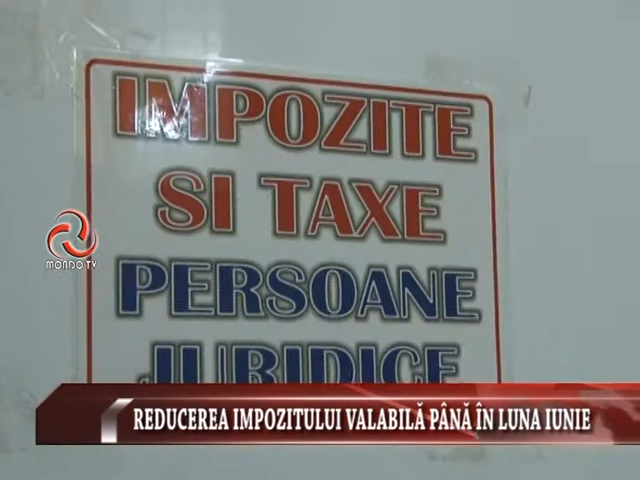 IMPOZITE
SI TAXE
PERSOANE
JURIDICE
MONDO TV
REDUCEREA IMPOZITULUI VALABILĂ PÂNĂ ÎN LUNA IUNIE